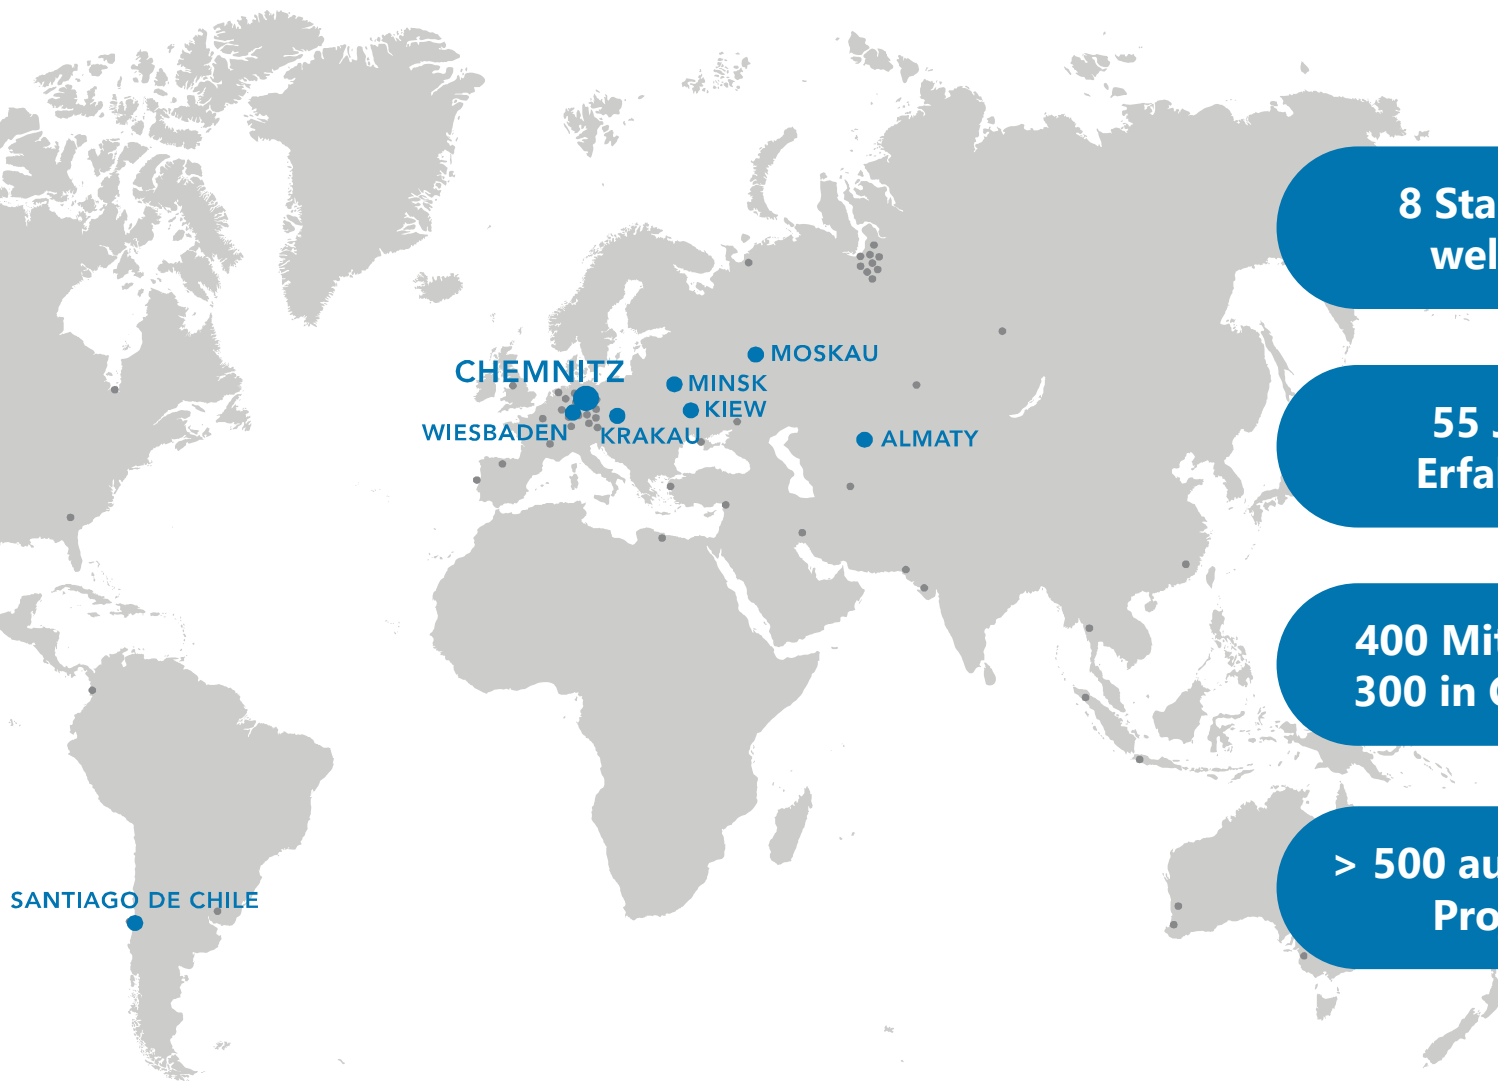 8 Sta
wel
MOSKAU
CHEMNITZ
MINSK
KIEW
WIESBADEN
KRAKAU
ALMATY
55
Erfa
400 Mit
300 in
SANTIAGO DE CHILE
> 500 au
Pro